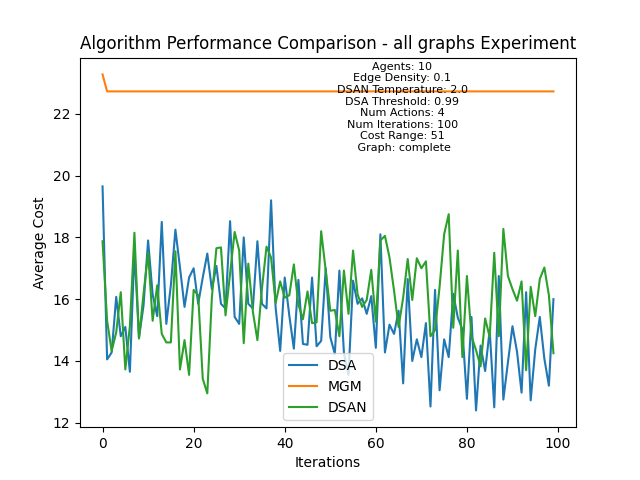 Algorithm Performance Comparison - all graphs Experiment
Agents: 10
Edge Density: 0.1
DSAN Temperature: 2.0
DSA Threshold: 0.99
Num Actions: 4
Num Iterations: 100
Cost Range: 51
Graph: complete
Average Cost
22
20
18
16
14
12
DSA
MGM
DSAN
0
20
40
60
80
100
Iterations